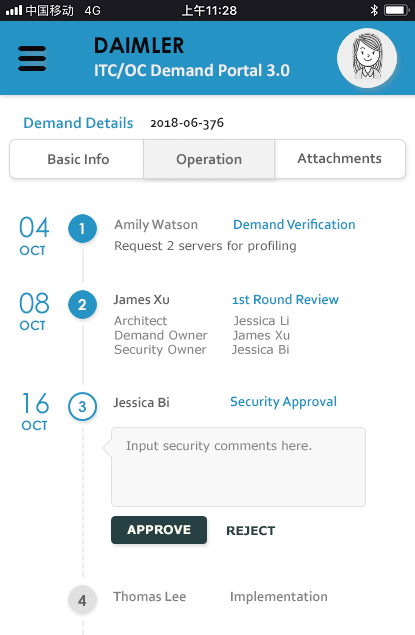 中国移动 4G 上午11:28
DAIMLER
ITC/OC Demand Portal 3.0
Demand Details 2018-06-376
Basic Info Operation Attachments
04 OCT 1 Amily Watson Demand Verification
Request 2 servers for profiling
08 OCT 2 James Xu 1st Round Review
Architect Jessica Li
Demand Owner James Xu
Security Owner Jessica Bi
16 OCT 3 Jessica Bi Security Approval
Input security comments here.
APPROVE REJECT
4 Thomas Lee Implementation